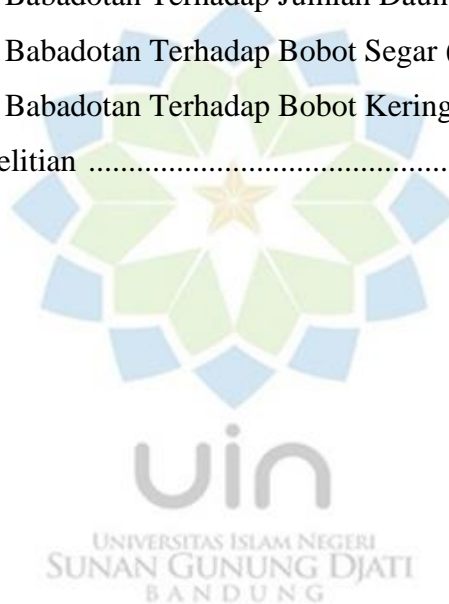 Babadotan Terhadap Jumlah Daun
Babadotan Terhadap Bobot Segar (
Babadotan Terhadap Bobot Kering
elitian ..............................................
uin
UNIVERSITAS ISLAM NEGERI
SUNAN GUNUNG DJATI
BANDUNG